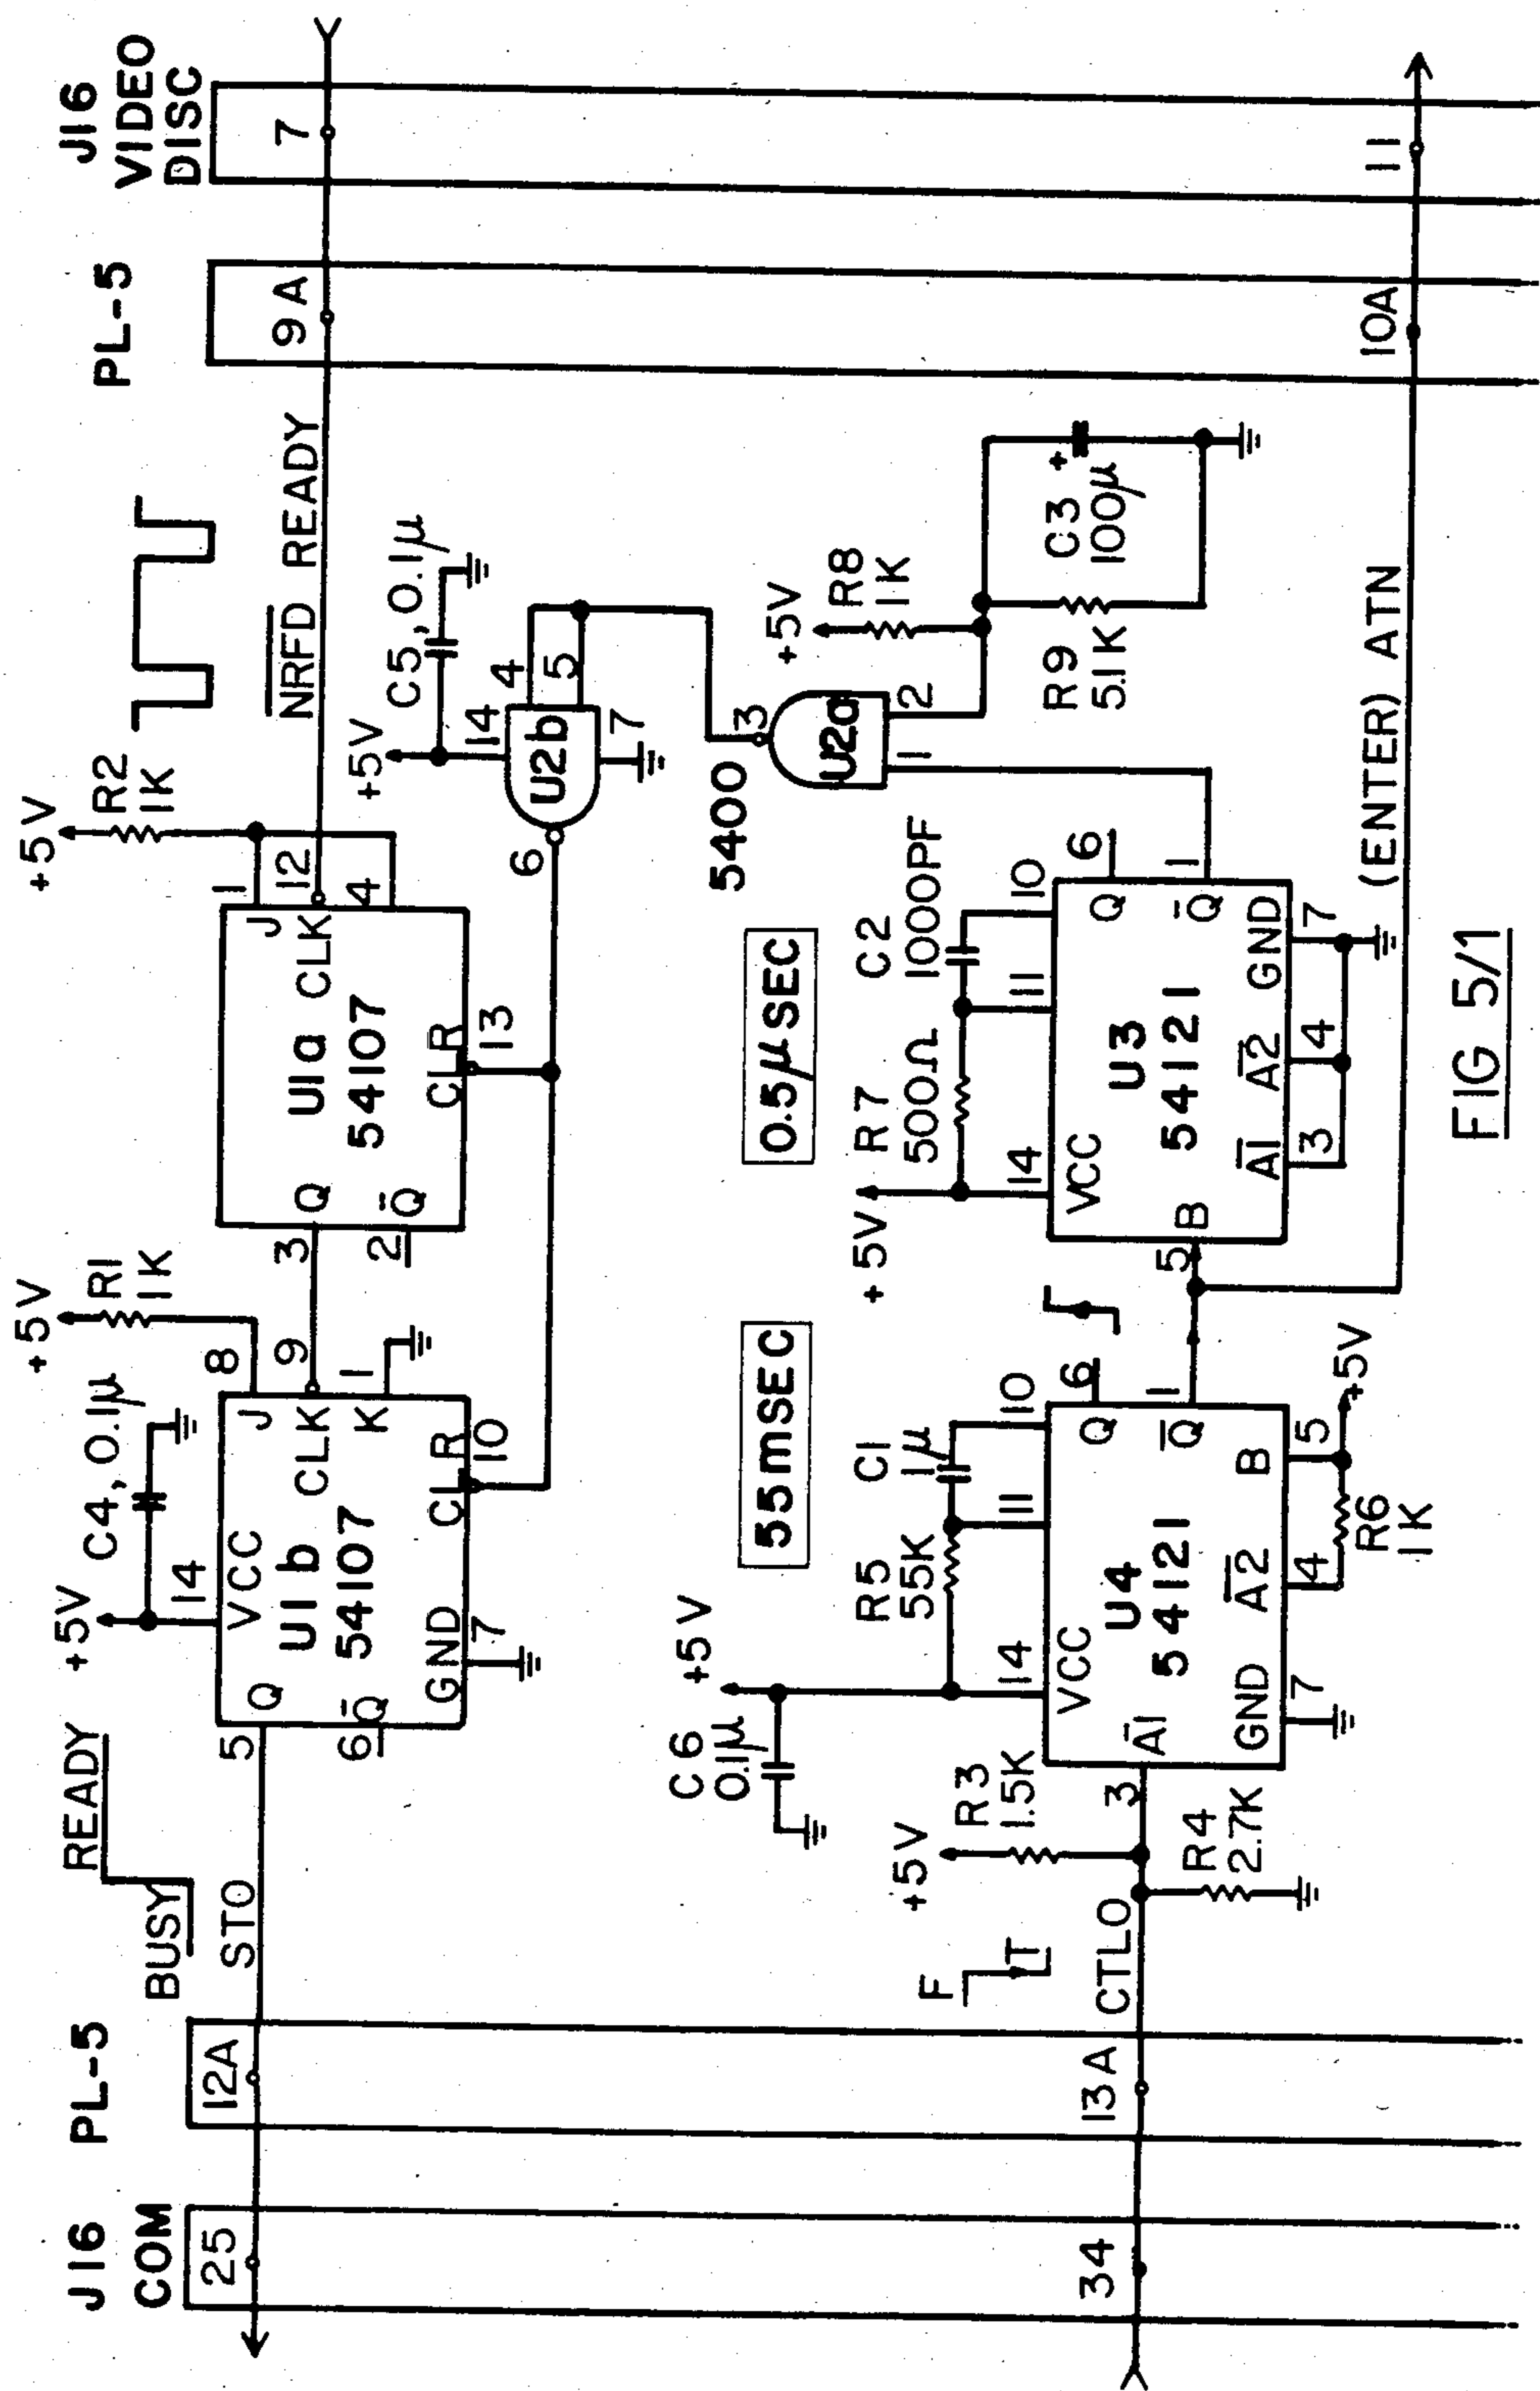 J16
COM
25
34
PL-5
12A
13A
BUSY
READY
STO
F
T
CTLO
+5V
C4, 0.1μ
14
VCC
5
Q
6
Q̅
U1b
54107
GND
7
J
CLK
K
CLR
10
8
9
1
+5V
R1
1K
3
Q
2
Q̅
U1a
54107
J
CLK
CLR
13
1
12
4
+5V
R2
1K
N̅R̅F̅D̅ READY
+5V
C5, 0.1μ
14
4
5
7
U2b
6
5400
3
U2a
1
2
+5V
R8
1K
R9
5.1K
+
C3
100μ
+5V
C6
0.1μ
+5V
R3
1.5K
R4
2.7K
55mSEC
R5
55K
C1
1μ
14
11
10
VCC
3
A̅1
U4
54121
Q
6
Q̅
1
GND
7
A̅2̅
4
B
5
+5V
R6
1K
0.5μSEC
+5V
R7
500Ω
C2
1000PF
14
11
10
VCC
5
B
U3
54121
Q
6
Q̅
1
A̅1̅
3
A̅2̅
4
GND
7
(ENTER) ATN
PL-5
9A
10A
J16
VIDEO
DISC
7
11
FIG 5/1